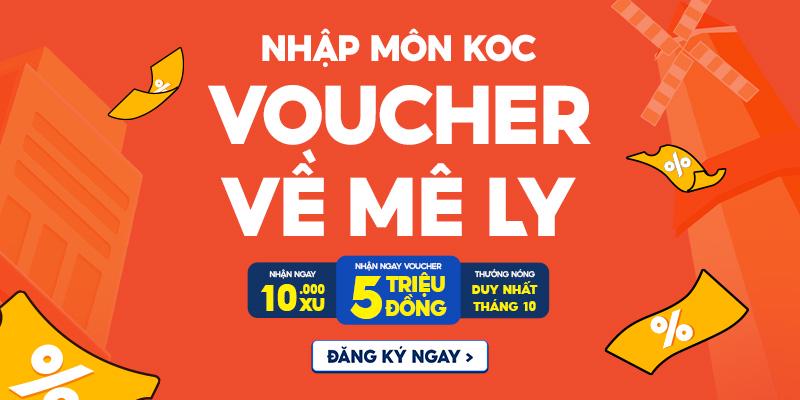 NHẬP MÔN KOC
VOUCHER
VỀ MÊ LY
NHẬN NGAY
10.000 XU
NHẬN NGAY VOUCHER
5 TRIỆU ĐỒNG
THƯỞNG NÓNG
DUY NHẤT
THÁNG 10
ĐĂNG KÝ NGAY >
%
%
%
%